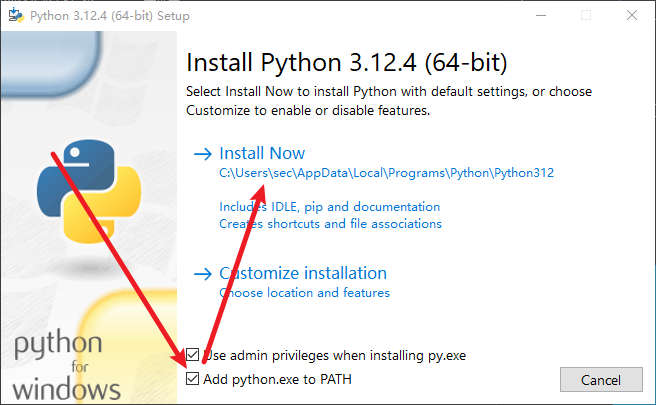 Python 3.12.4 (64-bit) Setup
Install Python 3.12.4 (64-bit)
Select Install Now to install Python with default settings, or choose
Customize to enable or disable features.
Install Now
C:\Users\sec\AppData\Local\Programs\Python\Python312
Includes IDLE, pip and documentation
Creates shortcuts and file associations
Customize installation
Choose location and features
Use admin privileges when installing py.exe
Add python.exe to PATH
Cancel
python
for
windows